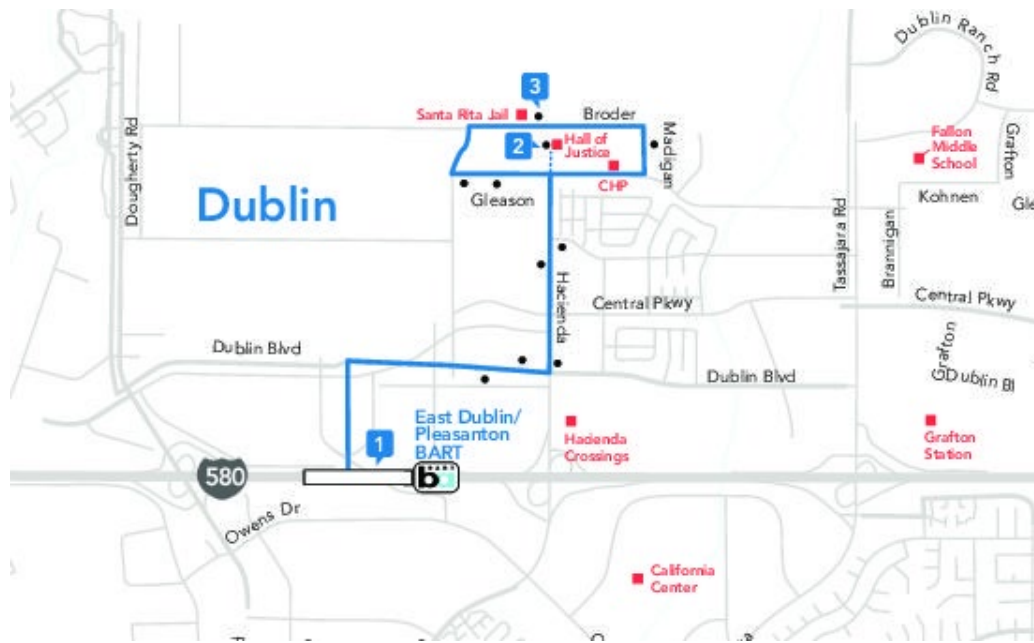 Dublin Ranch Rd
3
Santa Rita Jail
Broder
Dougherty Rd
2
Hall of
Justice
Madigan
Grafton
Fallon
Middle
School
CHP
Gleason
Kohnen
Dublin
Tassajara Rd
Brannigan
Hacienda
Central Pkwy
Central Pkwy
Dublin Blvd
Grafton
Dublin Blvd
Dublin Bl
East Dublin/
Pleasanton
BART
1
Hacienda
Crossings
Grafton
Station
580
Owens Dr
California
Center